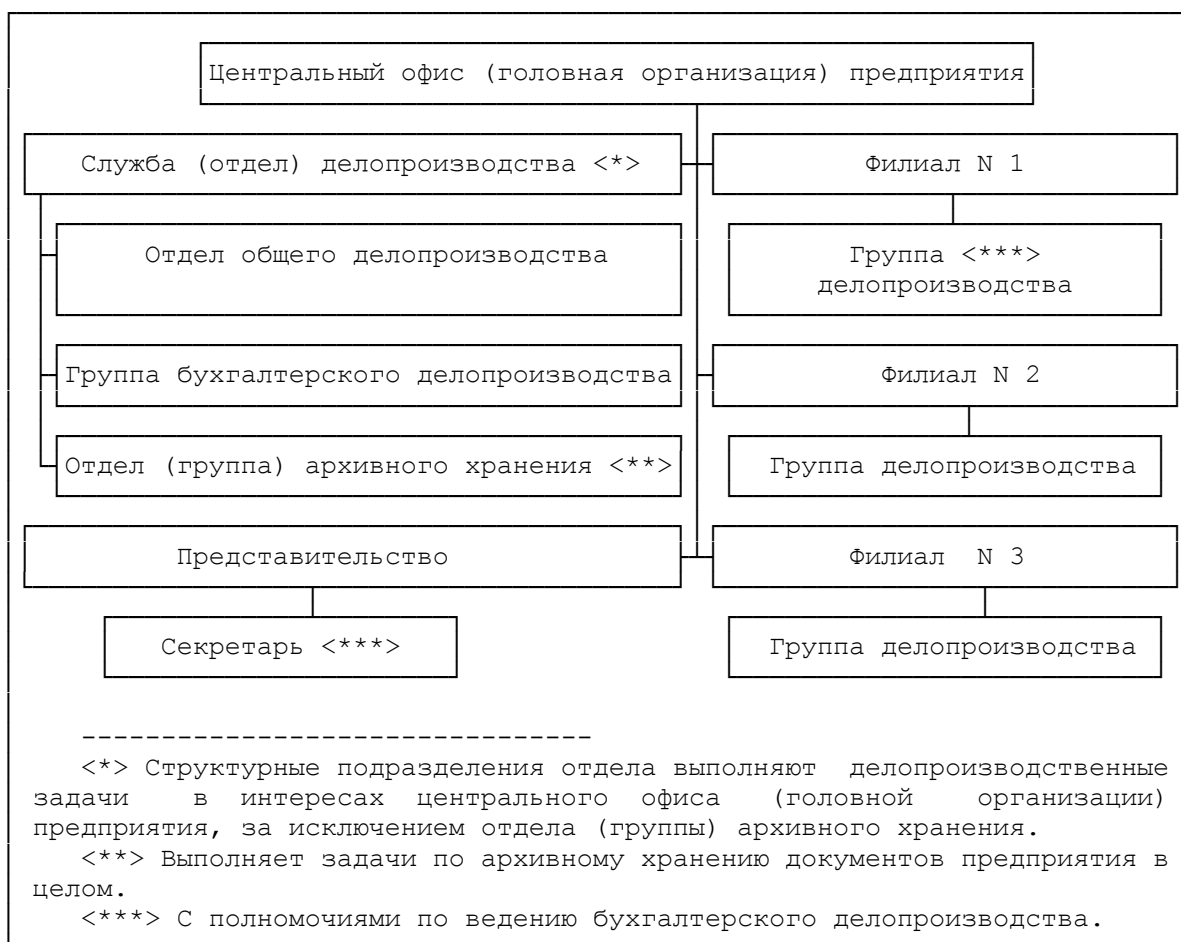 Центральный офис (головная организация) предприятия
Служба (отдел) делопроизводства <*>
Филиал N 1
Отдел общего делопроизводства
Группа <***>
делопроизводства
Группа бухгалтерского делопроизводства
Филиал N 2
Отдел (группа) архивного хранения <**>
Группа делопроизводства
Представительство
Филиал N 3
Секретарь <***>
Группа делопроизводства
--------------------------------
<*> Структурные подразделения отдела выполняют делопроизводственные
задачи в интересах центрального офиса (головной организации)
предприятия, за исключением отдела (группы) архивного хранения.
<**> Выполняет задачи по архивному хранению документов предприятия в
целом.
<***> С полномочиями по ведению бухгалтерского делопроизводства.